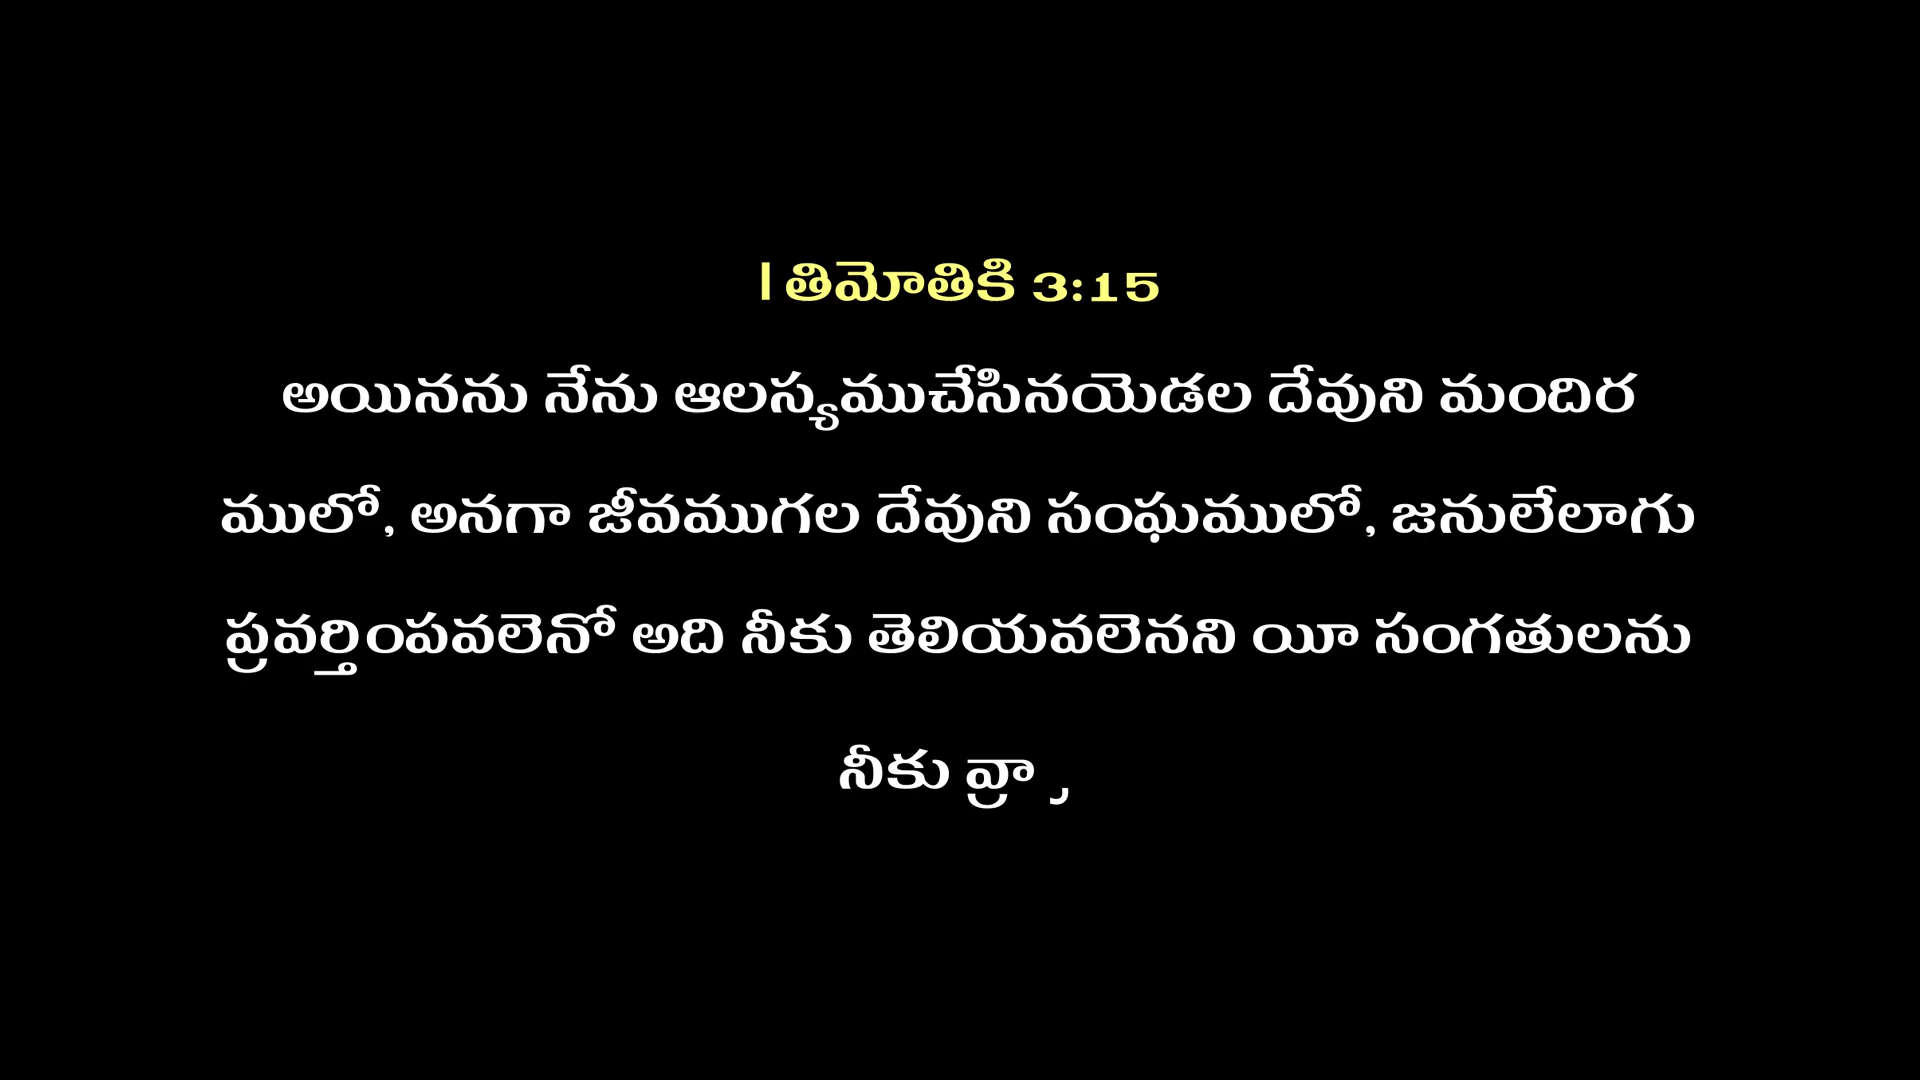 I తిమోతికి 3:15
అయినను నేను ఆలస్యముచేసినయెడల దేవుని మందిర
ములో, అనగా జీవముగల దేవుని సంఘములో, జనులేలాగు
ప్రవర్తింపవలెనో అది నీకు తెలియవలెనని యీ సంగతులను
నీకు వ్రా